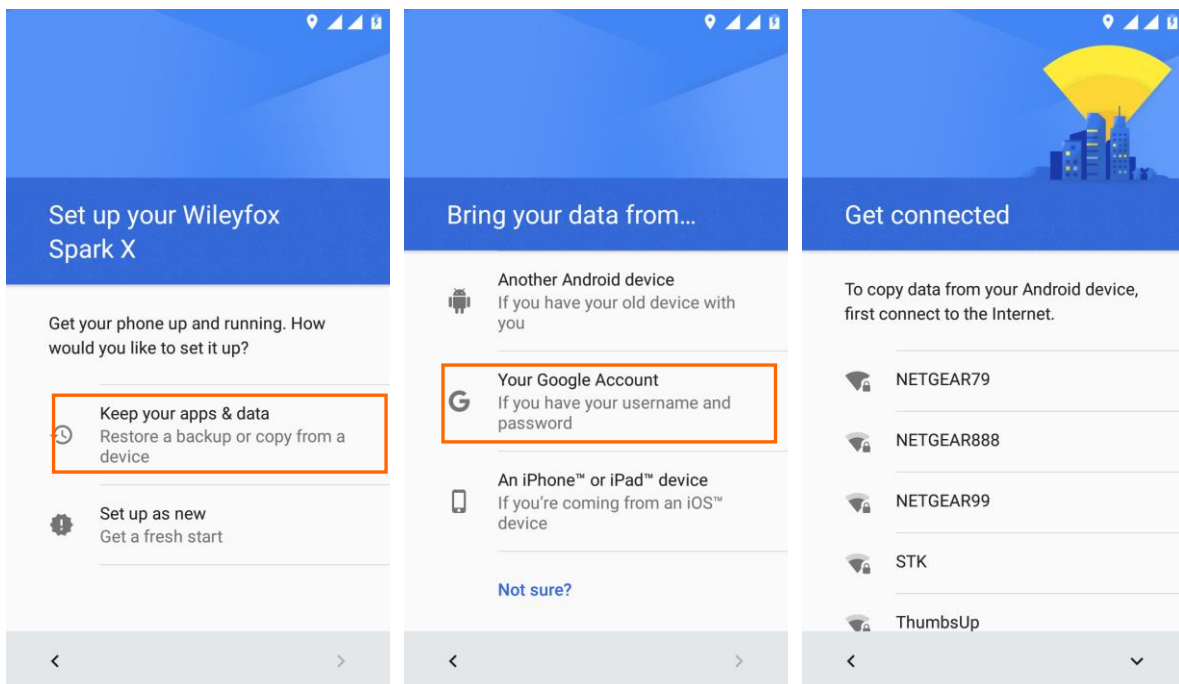 Set up your Wileyfox
Spark X
Get your phone up and running. How
would you like to set it up?
Keep your apps & data
Restore a backup or copy from a
device
Set up as new
Get a fresh start
Bring your data from…
Another Android device
If you have your old device with
you
Your Google Account
If you have your username and
password
An iPhone™ or iPad™ device
If you're coming from an iOS™
device
Not sure?
Get connected
To copy data from your Android device,
first connect to the Internet.
NETGEAR79
NETGEAR888
NETGEAR99
STK
ThumbsUp